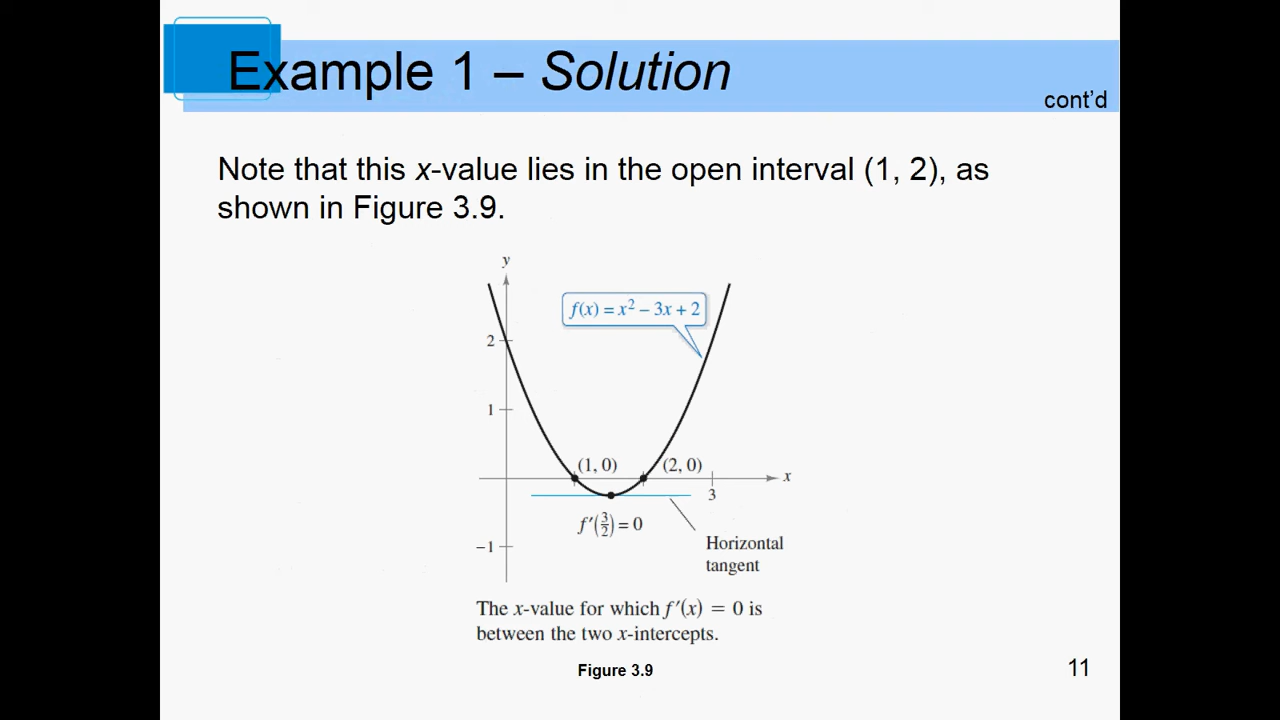 Example 1 – Solution
cont'd
Note that this x-value lies in the open interval (1, 2), as
shown in Figure 3.9.
y
f(x) = x² – 3x + 2
2
1
(1, 0)
(2, 0)
x
3
f′(3/2) = 0
−1
Horizontal
tangent
The x-value for which f′(x) = 0 is
between the two x-intercepts.
Figure 3.9
11